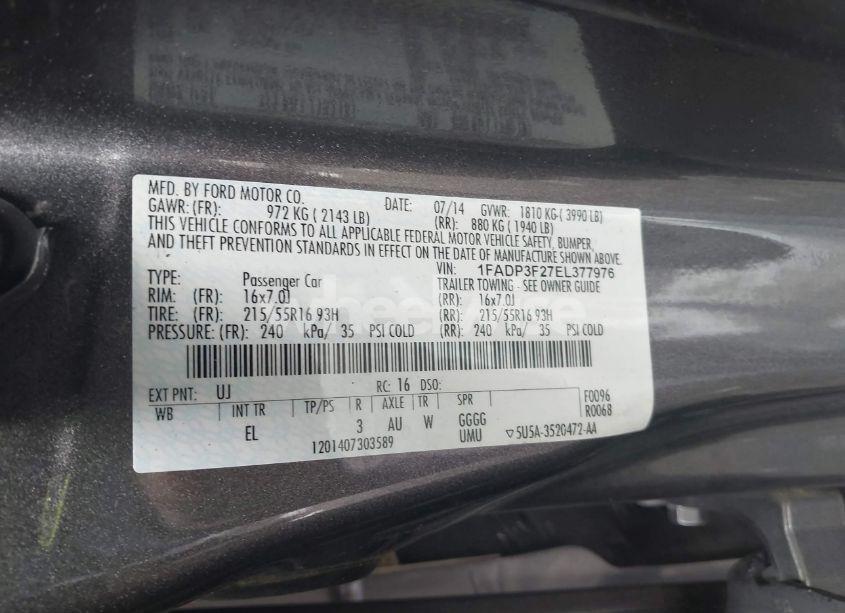 MFD. BY FORD MOTOR CO. DATE: 07/14 GVWR: 1810 KG ( 3990 LB)
GAWR: (FR): 972 KG ( 2143 LB) (RR): 880 KG ( 1940 LB)
THIS VEHICLE CONFORMS TO ALL APPLICABLE FEDERAL MOTOR VEHICLE SAFETY, BUMPER,
AND THEFT PREVENTION STANDARDS IN EFFECT ON THE DATE OF MANUFACTURE SHOWN ABOVE.
VIN: 1FADP3F27EL377976
TYPE: Passenger Car TRAILER TOWING - SEE OWNER GUIDE
RIM: (FR): 16x7.0J (RR): 16x7.0J
TIRE: (FR): 215/55R16 93H (RR): 215/55R16 93H
PRESSURE: (FR): 240 kPa/ 35 PSI COLD (RR): 240 kPa/ 35 PSI COLD
EXT PNT: UJ RC: 16 DSO: F0096
WB INT TR TP/PS R AXLE TR SPR R0068
EL 3 AU W GGGG
1201407303589 UMU ▽5U5A-3520472-AA